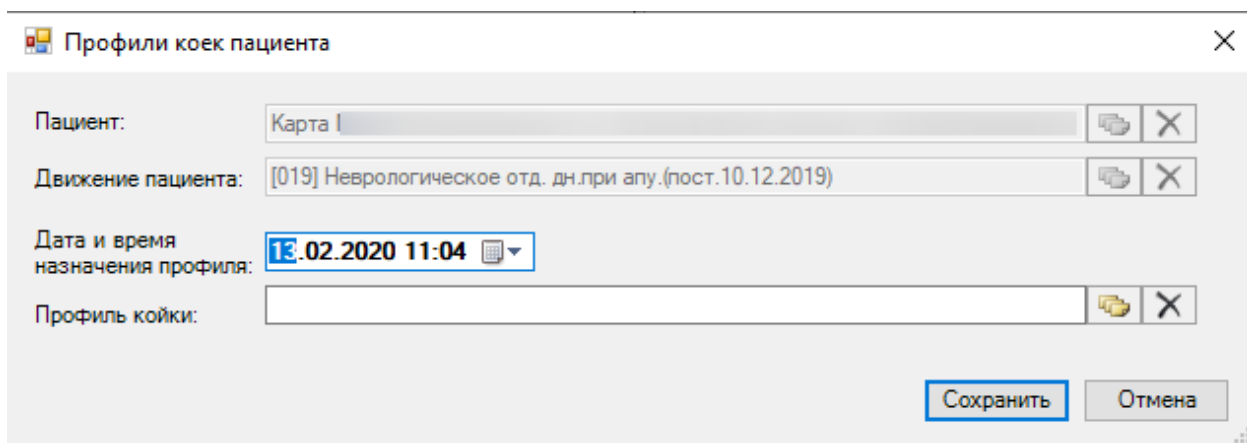 Профили коек пациента
Пациент:
Карта
Движение пациента:
[019] Неврологическое отд. дн.при апу.(пост.10.12.2019)
Дата и время
назначения профиля:
13.02.2020 11:04
Профиль койки:
Сохранить
Отмена